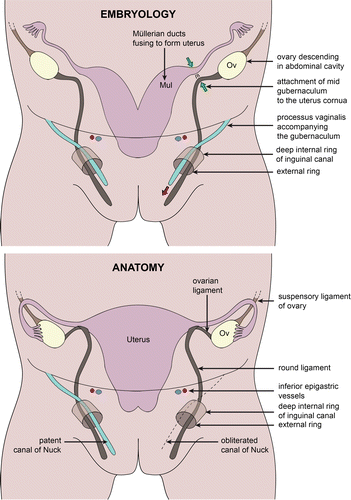 EMBRYOLOGY
Müllerian ducts
fusing to form uterus
Ov
Mul
ovary descending
in abdominal cavity
attachment of mid
gubernaculum
to the uterus cornua
processus vaginalis
accompanying
the gubernaculum
deep internal ring
of inguinal canal
external ring
ANATOMY
ovarian
ligament
suspensory ligament
of ovary
Uterus
Ov
round ligament
inferior epigastric
vessels
deep internal ring
of inguinal canal
external ring
patent
canal of Nuck
obliterated
canal of Nuck